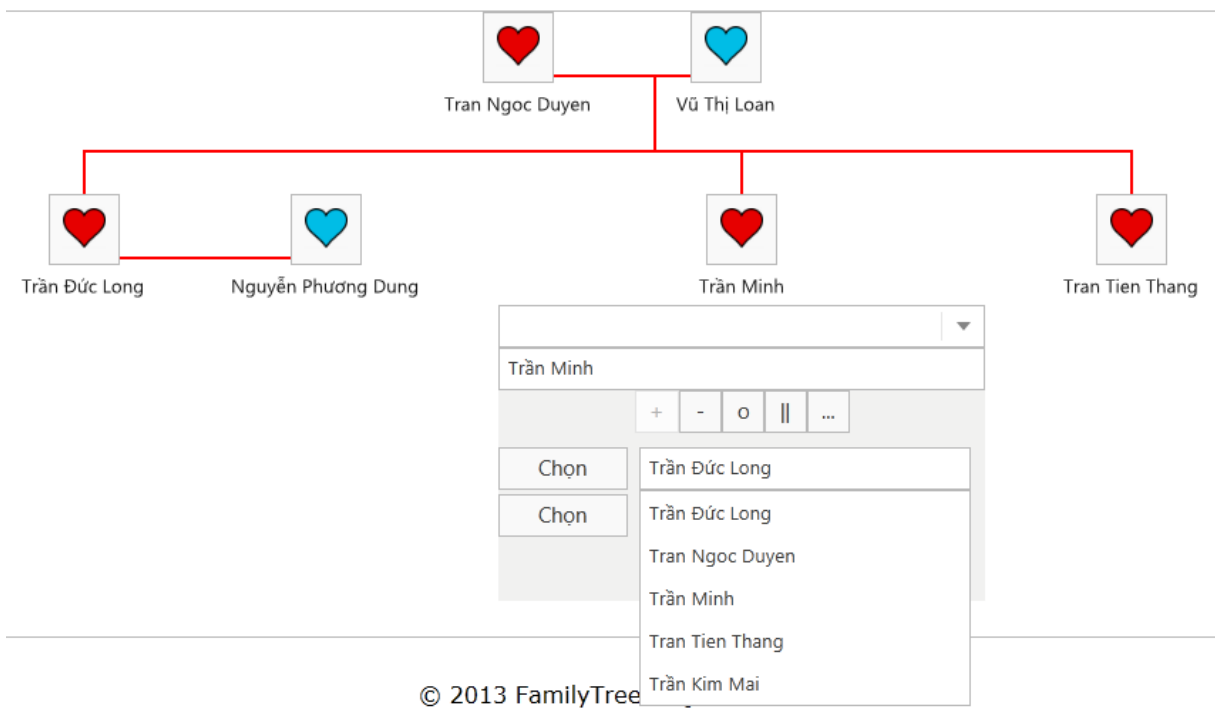 Tran Ngoc Duyen Vũ Thị Loan
Trần Đức Long Nguyễn Phương Dung Trần Minh Tran Tien Thang
Trần Minh
+ - o || ...
Chọn Trần Đức Long
Chọn Trần Đức Long
Tran Ngoc Duyen
Trần Minh
Tran Tien Thang
Trần Kim Mai
© 2013 FamilyTree